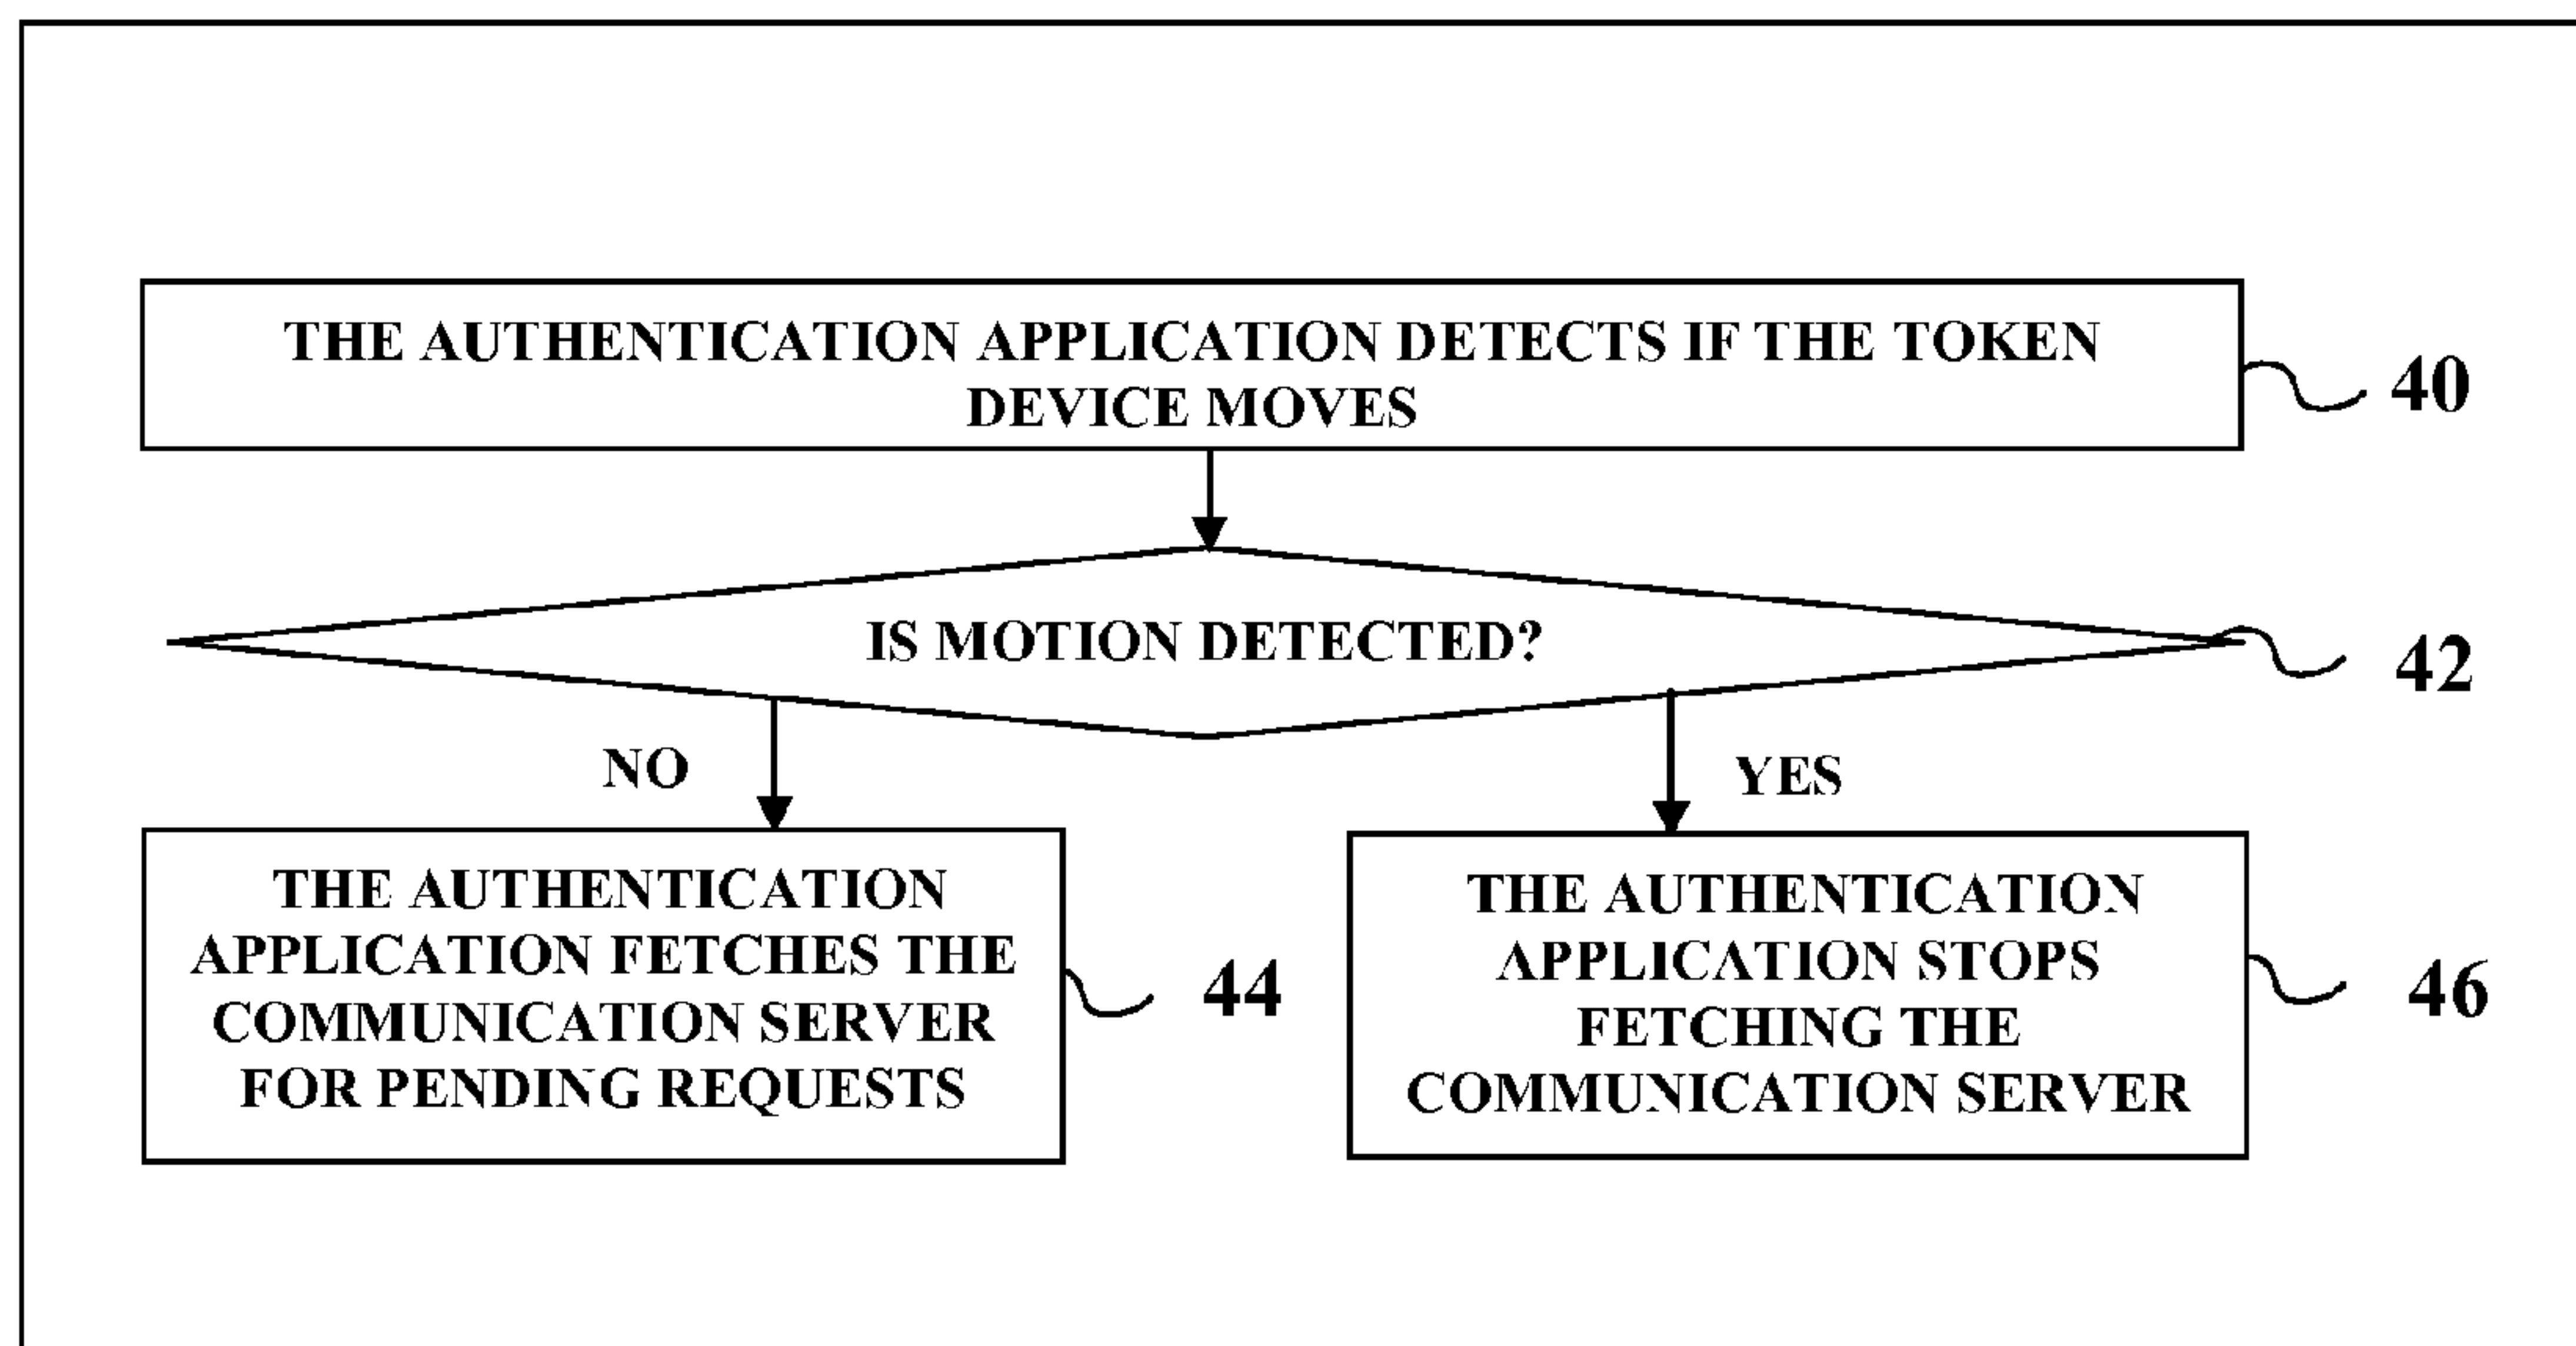 THE AUTHENTICATION APPLICATION DETECTS IF THE TOKEN
DEVICE MOVES
40
IS MOTION DETECTED?
42
NO
YES
THE AUTHENTICATION
APPLICATION FETCHES THE
COMMUNICATION SERVER
FOR PENDING REQUESTS
44
THE AUTHENTICATION
APPLICATION STOPS
FETCHING THE
COMMUNICATION SERVER
46